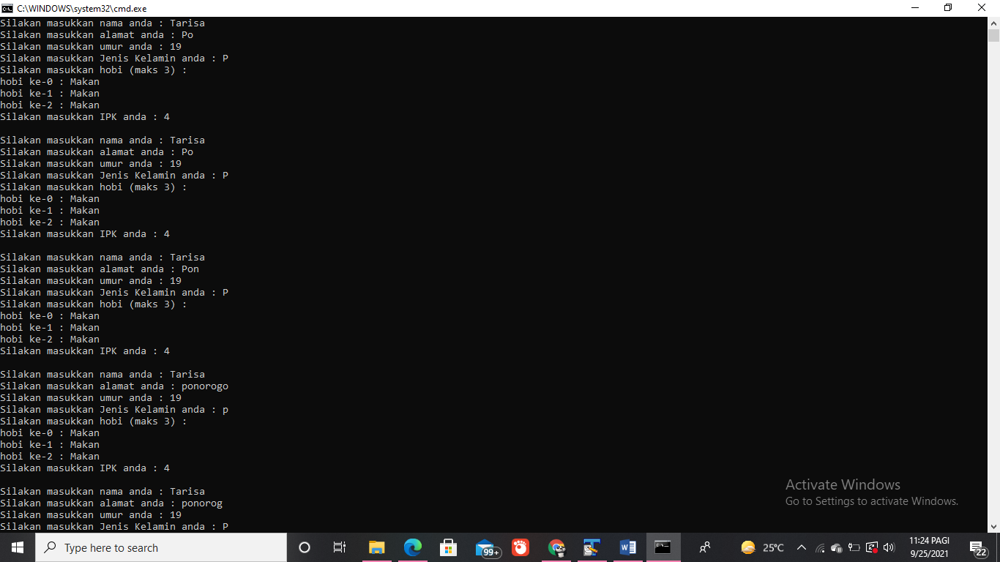 C:\WINDOWS\system32\cmd.exe
Silakan masukkan nama anda : Tarisa
Silakan masukkan alamat anda : Po
Silakan masukkan umur anda : 19
Silakan masukkan Jenis Kelamin anda : P
Silakan masukkan hobi (maks 3) :
hobi ke-0 : Makan
hobi ke-1 : Makan
hobi ke-2 : Makan
Silakan masukkan IPK anda : 4
Silakan masukkan nama anda : Tarisa
Silakan masukkan alamat anda : Po
Silakan masukkan umur anda : 19
Silakan masukkan Jenis Kelamin anda : P
Silakan masukkan hobi (maks 3) :
hobi ke-0 : Makan
hobi ke-1 : Makan
hobi ke-2 : Makan
Silakan masukkan IPK anda : 4
Silakan masukkan nama anda : Tarisa
Silakan masukkan alamat anda : Pon
Silakan masukkan umur anda : 19
Silakan masukkan Jenis Kelamin anda : P
Silakan masukkan hobi (maks 3) :
hobi ke-0 : Makan
hobi ke-1 : Makan
hobi ke-2 : Makan
Silakan masukkan IPK anda : 4
Silakan masukkan nama anda : Tarisa
Silakan masukkan alamat anda : ponorogo
Silakan masukkan umur anda : 19
Silakan masukkan Jenis Kelamin anda : p
Silakan masukkan hobi (maks 3) :
hobi ke-0 : Makan
hobi ke-1 : Makan
hobi ke-2 : Makan
Silakan masukkan IPK anda : 4
Silakan masukkan nama anda : Tarisa
Silakan masukkan alamat anda : ponorog
Silakan masukkan umur anda : 19
Silakan masukkan Jenis Kelamin anda : P
Activate Windows
Go to Settings to activate Windows.
Type here to search
99+
25°C
11:24 PAGI
9/25/2021
22